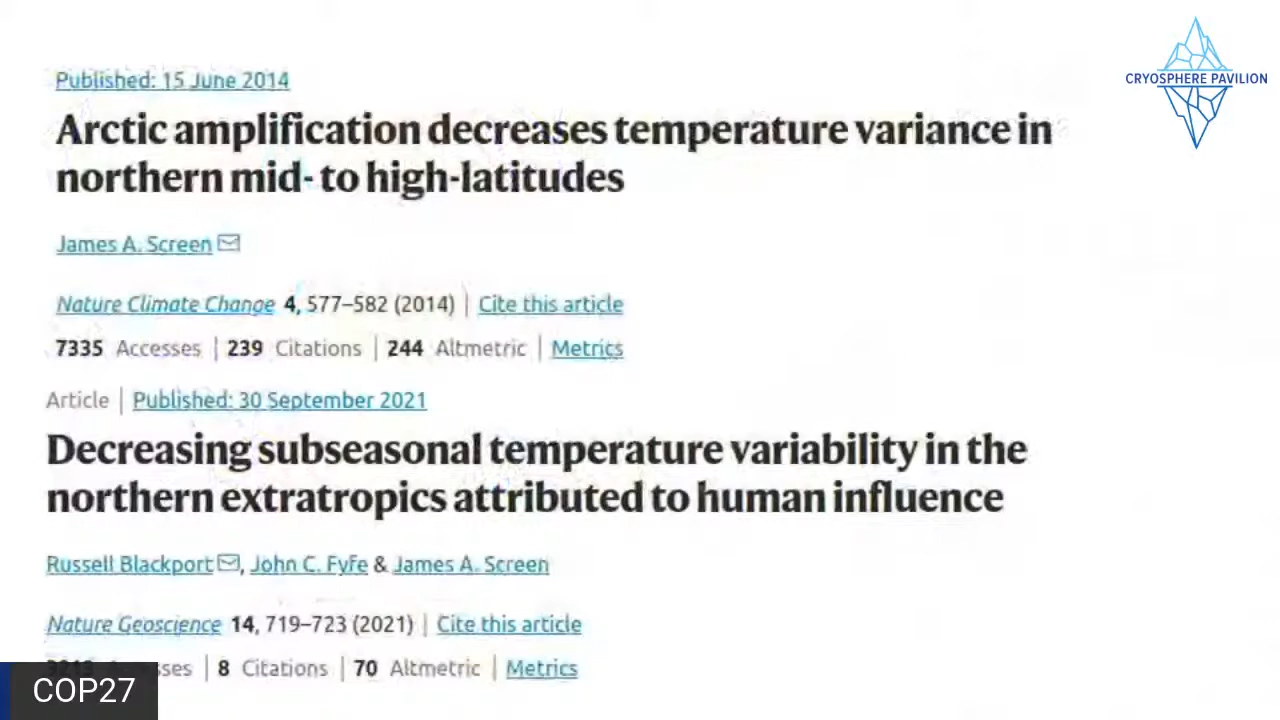 Published: 15 June 2014
CRYOSPHERE PAVILION
Arctic amplification decreases temperature variance in
northern mid- to high-latitudes
James A. Screen
Nature Climate Change 4, 577–582 (2014) | Cite this article
7335 Accesses | 239 Citations | 244 Altmetric | Metrics
Article | Published: 30 September 2021
Decreasing subseasonal temperature variability in the
northern extratropics attributed to human influence
Russell Blackport, John C. Fyfe & James A. Screen
Nature Geoscience 14, 719–723 (2021) | Cite this article
8 Citations | 70 Altmetric | Metrics
COP27